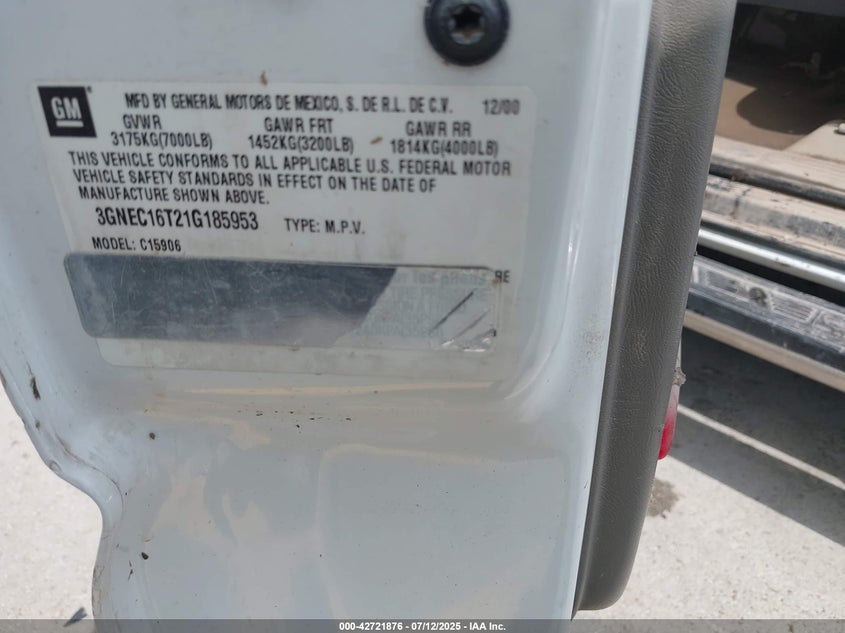 GM
MFD BY GENERAL MOTORS DE MEXICO, S. DE R.L. DE C.V. 12/00
GVWR GAWR FRT GAWR RR
3175KG(7000LB) 1452KG(3200LB) 1814KG(4000LB)
THIS VEHICLE CONFORMS TO ALL APPLICABLE U.S. FEDERAL MOTOR
VEHICLE SAFETY STANDARDS IN EFFECT ON THE DATE OF
MANUFACTURE SHOWN ABOVE.
3GNEC16T21G185953 TYPE: M.P.V.
MODEL: C15906
RE
000-42721876 - 07/12/2025 - IAA Inc.